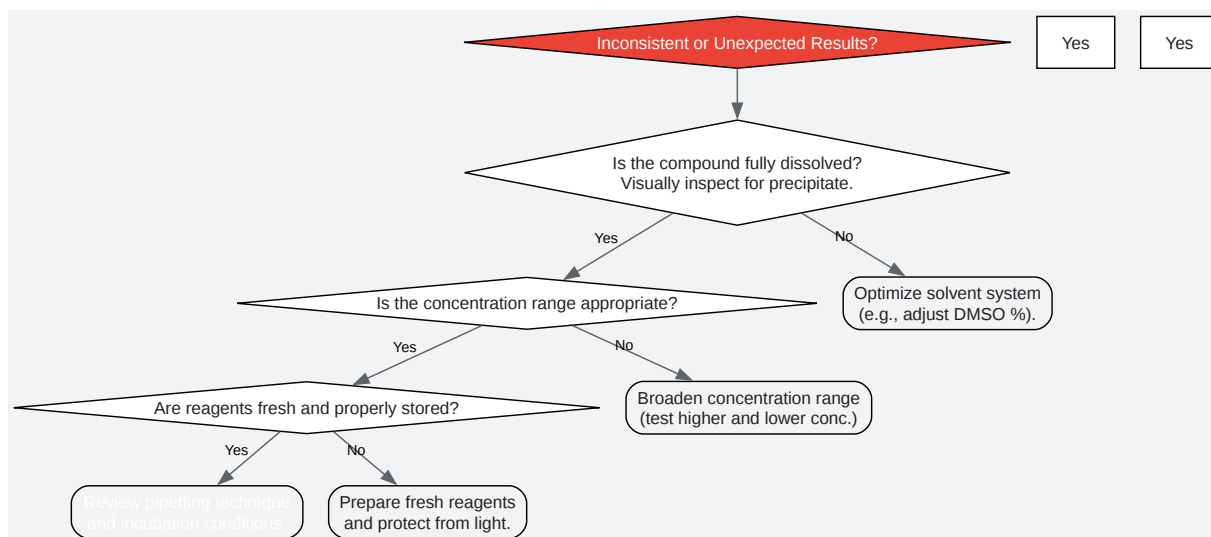 Inconsistent or Unexpected Results?
Yes
Yes
Is the compound fully dissolved?
Visually inspect for precipitate.
Yes
No
Is the concentration range appropriate?
Optimize solvent system
(e.g., adjust DMSO %).
Yes
No
Are reagents fresh and properly stored?
Broaden concentration range
(test higher and lower conc.)
Yes
No
Review pipetting technique
and incubation conditions.
Prepare fresh reagents
and protect from light.